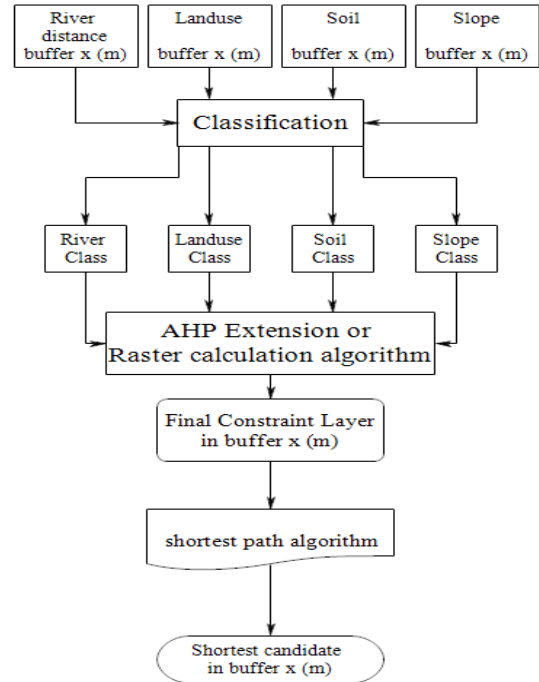 River
distance
buffer x (m)
Landuse
buffer x (m)
Soil
buffer x (m)
Slope
buffer x (m)
Classification
River
Class
Landuse
Class
Soil
Class
Slope
Class
AHP Extension or
Raster calculation algorithm
Final Constraint Layer
in buffer x (m)
shortest path algorithm
Shortest candidate
in buffer x (m)